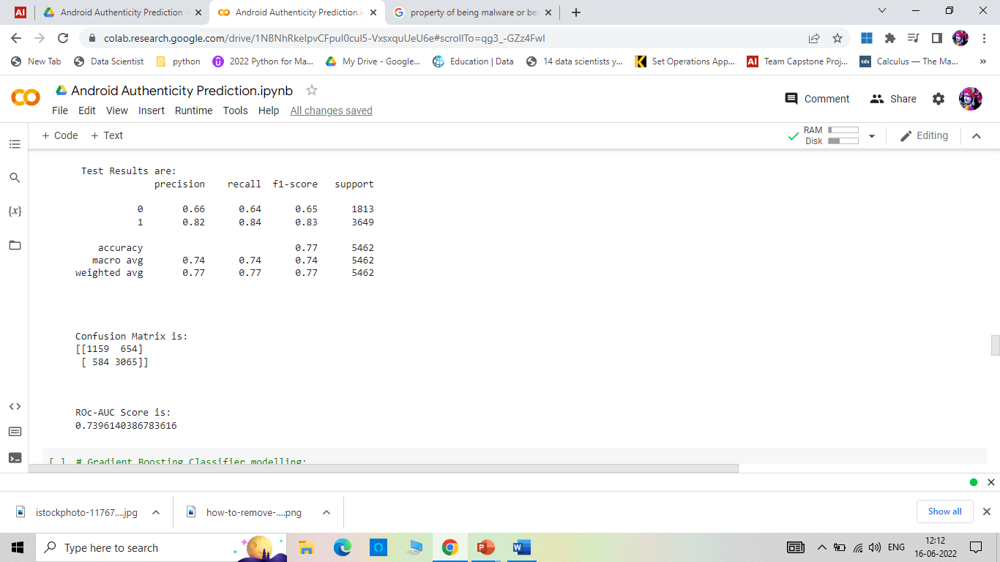 Android Authenticity Prediction -
Android Authenticity Prediction.i
property of being malware or be
colab.research.google.com/drive/
New Tab
Data Scientist
python
2022 Python for Ma...
My Drive - Google...
Education | Data
14 data scientists y...
Set Operations App...
AI
Team Capstone Proj...
tds
Calculus — The Ma...
»
Android Authenticity Prediction.ipynb
File Edit View Insert Runtime Tools Help All changes saved
Comment
Share
+ Code + Text
RAM
Disk
Editing
{x}
Test Results are:
precision recall f1-score support
0 0.66 0.64 0.65 1813
1 0.82 0.84 0.83 3649
accuracy 0.77 5462
macro avg 0.74 0.74 0.74 5462
weighted avg 0.77 0.77 0.77 5462
Confusion Matrix is:
[[1159 654]
[ 584 3065]]
ROc-AUC Score is:
0.7396140386783616
[ ] # Gradient Boosting Classifier modelling:
istockphoto-11767....jpg
how-to-remove-....png
Show all
Type here to search
ENG
12:12
16-06-2022